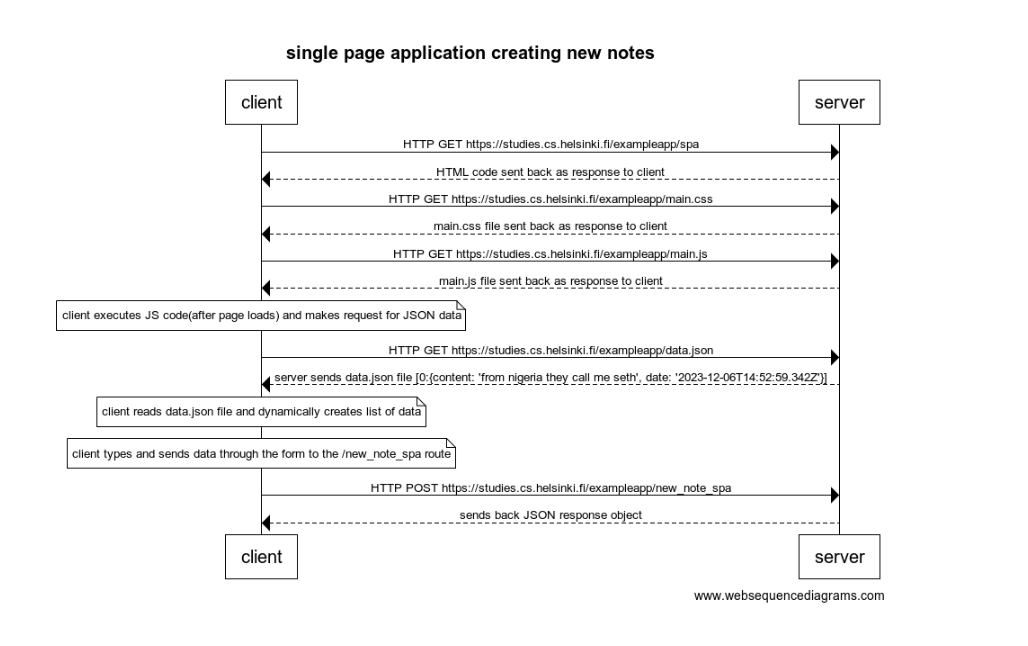 single page application creating new notes
client
server
HTTP GET https://studies.cs.helsinki.fi/exampleapp/spa
HTML code sent back as response to client
HTTP GET https://studies.cs.helsinki.fi/exampleapp/main.css
main.css file sent back as response to client
HTTP GET https://studies.cs.helsinki.fi/exampleapp/main.js
main.js file sent back as response to client
client executes JS code(after page loads) and makes request for JSON data
HTTP GET https://studies.cs.helsinki.fi/exampleapp/data.json
server sends data.json file [0:{content: 'from nigeria they call me seth', date: '2023-12-06T14:52:59.342Z"}]
client reads data.json file and dynamically creates list of data
client types and sends data through the form to the /new_note_spa route
HTTP POST https://studies.cs.helsinki.fi/exampleapp/new_note_spa
sends back JSON response object
client
server
www.websequencediagrams.com